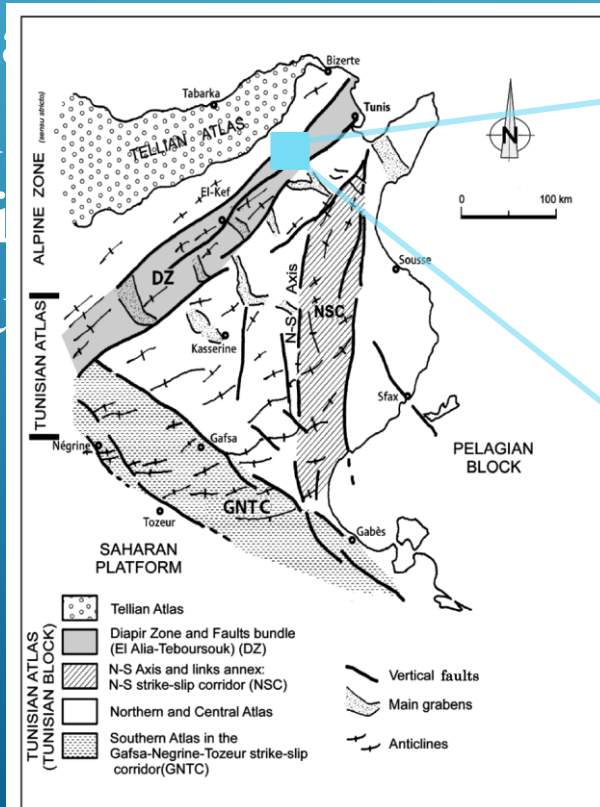 Bizerte
Tabarka
Tunis
TELLIAN ATLAS
(sensu stricto)
ALPINE ZONE
N
El-Kef
0 100 km
Sousse
DZ
N-S Axis
NSC
TUNISIAN ATLAS
Kasserine
Sfax
Négrine
Gafsa
PELAGIAN
BLOCK
GNTC
Tozeur
Gabès
SAHARAN
PLATFORM
TUNISIAN ATLAS
(TUNISIAN BLOCK)
Tellian Atlas
Diapir Zone and Faults bundle
(El Alia-Teboursouk) (DZ)
N-S Axis and links annex:
N-S strike-slip corridor (NSC)
Northern and Central Atlas
Southern Atlas in the
Gafsa-Negrine-Tozeur strike-slip
corridor(GNTC)
Vertical faults
Main grabens
Anticlines